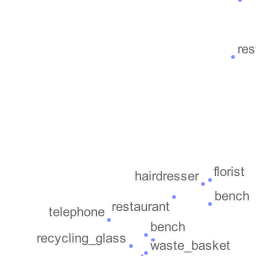 res
hairdresser
florist
bench
restaurant
telephone
bench
recycling_glass
waste_basket